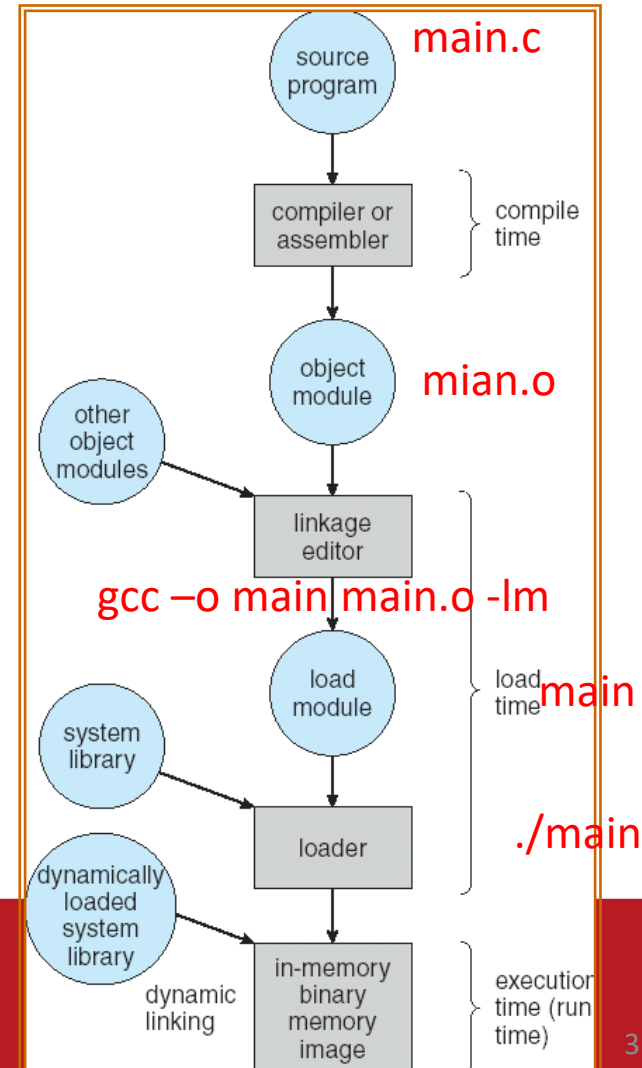 main.c
source
program
compiler or
assembler
compile
time
object
module
mian.o
other
object
modules
linkage
editor
gcc –o main main.o -lm
load
module
load
time
main
system
library
loader
./main
dynamically
loaded
system
library
dynamic
linking
in-memory
binary
memory
image
execution
time (run
time)
3